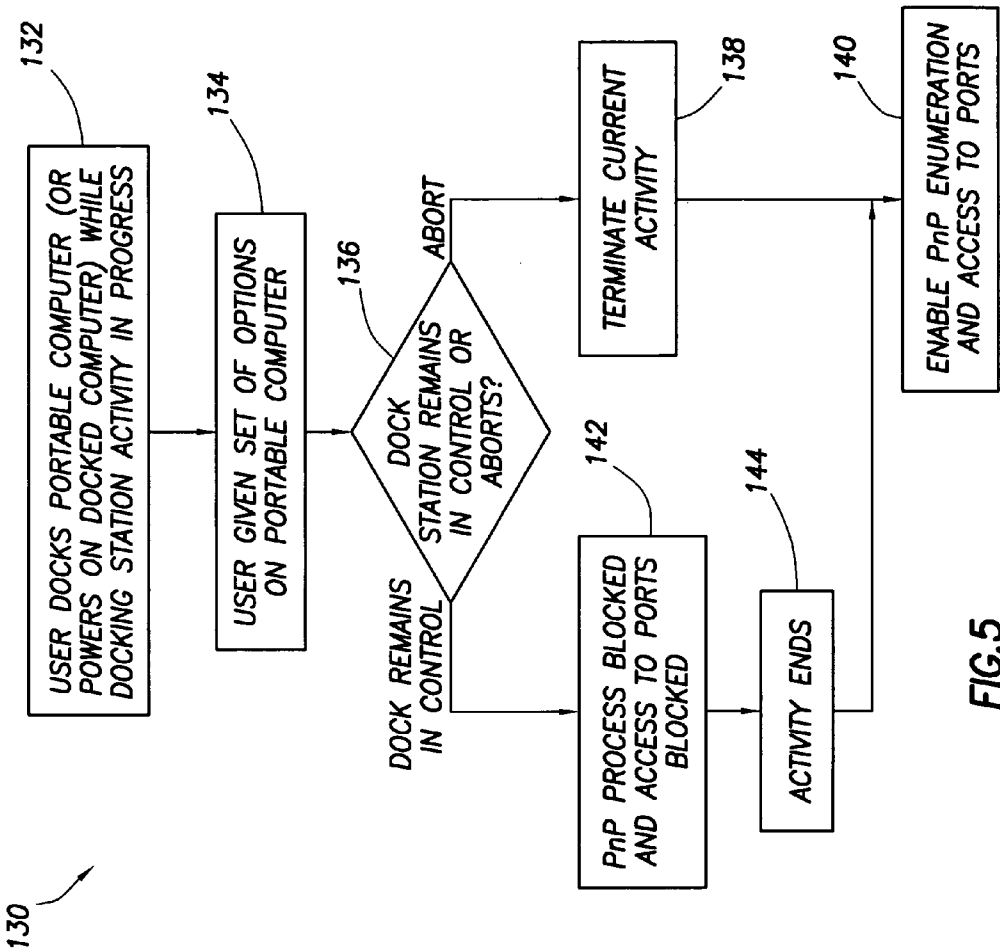 130
USER DOCKS PORTABLE COMPUTER (OR
POWERS ON DOCKED COMPUTER) WHILE
DOCKING STATION ACTIVITY IN PROGRESS
132
USER GIVEN SET OF OPTIONS
ON PORTABLE COMPUTER
134
DOCK
STATION REMAINS
IN CONTROL OR
ABORTS?
136
DOCK REMAINS
IN CONTROL
ABORT
PnP PROCESS BLOCKED
AND ACCESS TO PORTS
BLOCKED
142
TERMINATE CURRENT
ACTIVITY
138
ACTIVITY ENDS
144
ENABLE PnP ENUMERATION
AND ACCESS TO PORTS
140
FIG.5